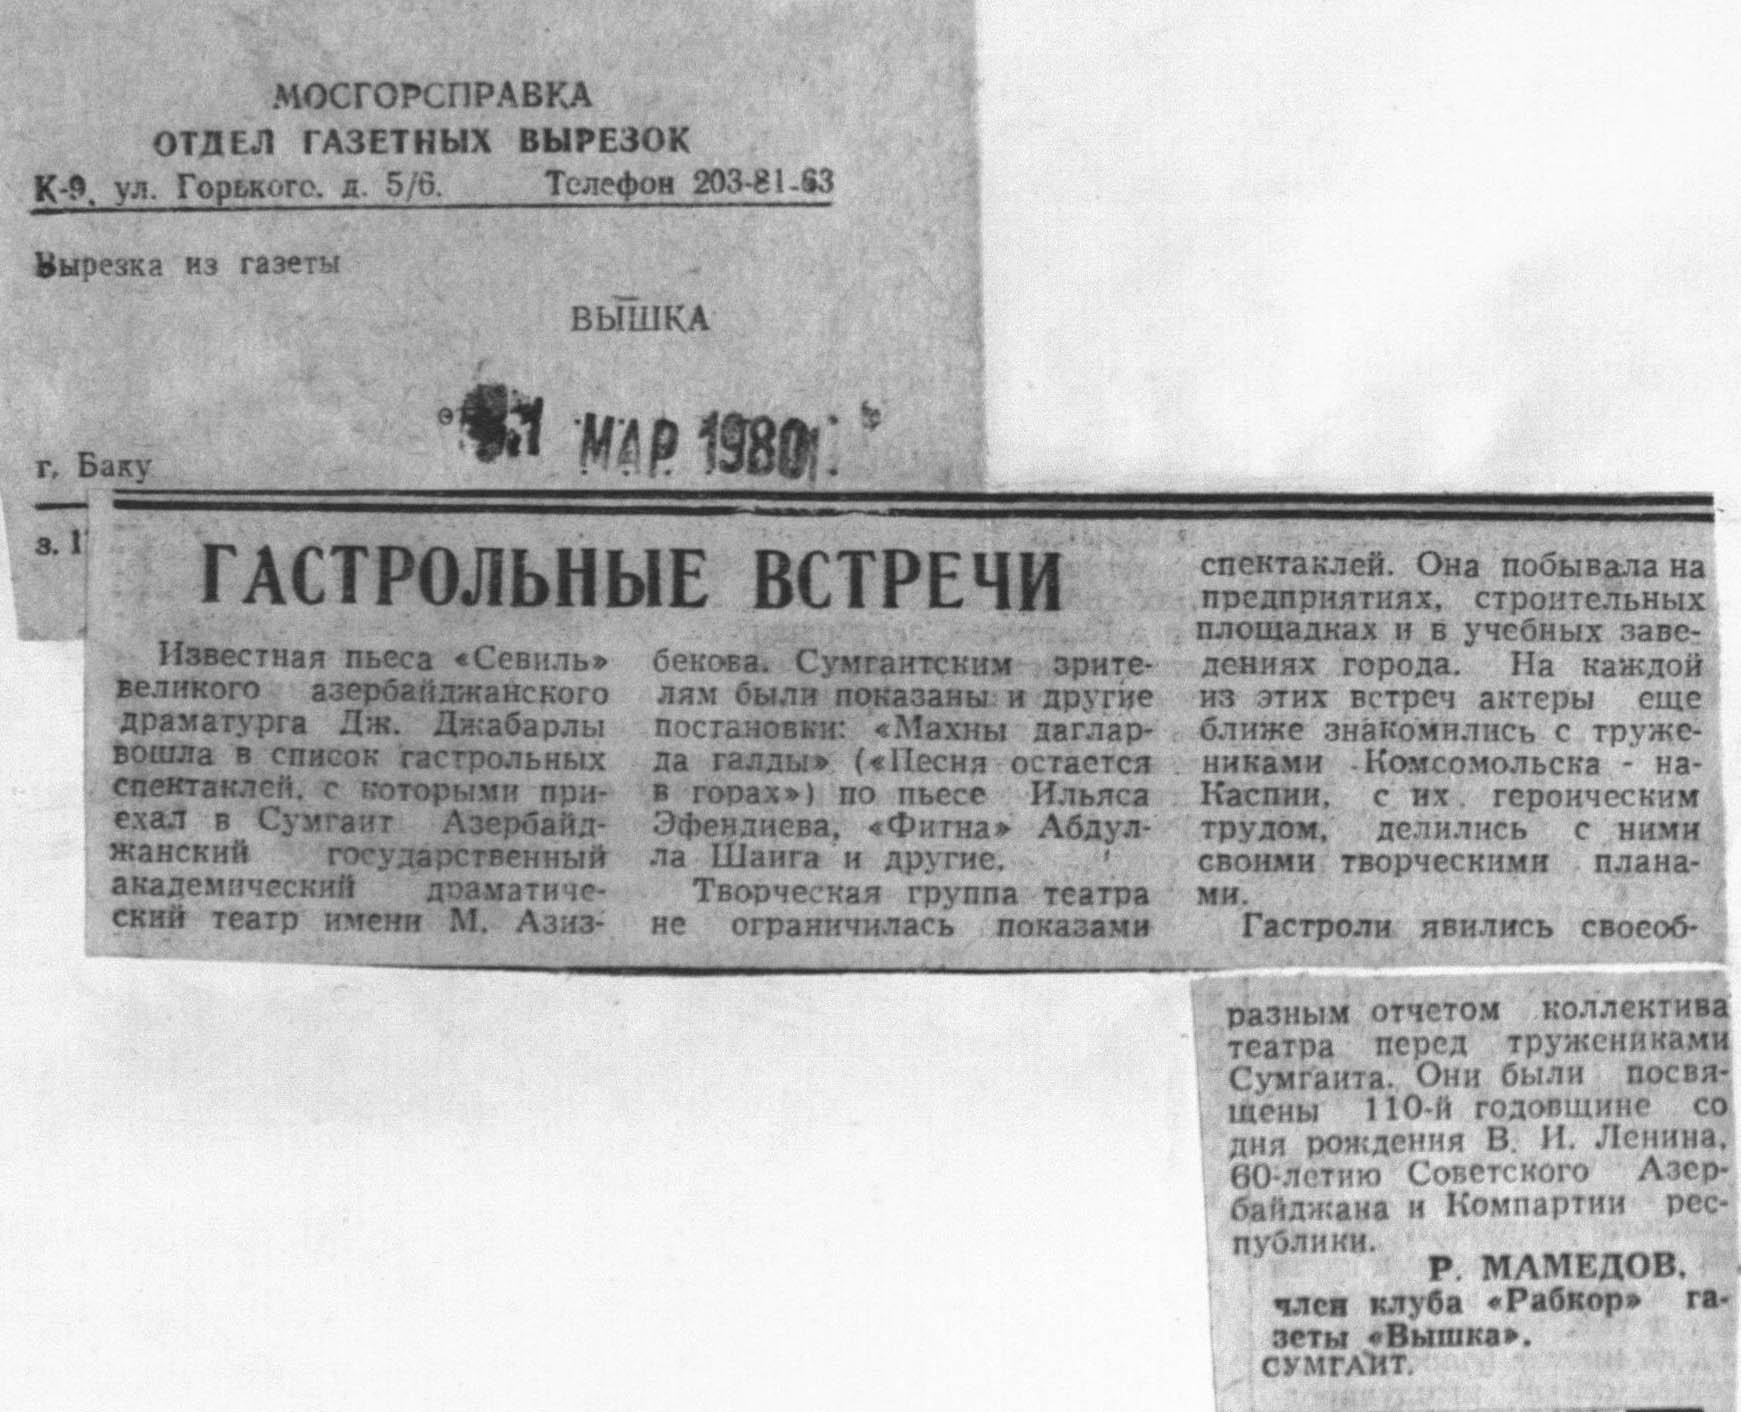 МОСГОРСПРАВКА
ОТДЕЛ ГАЗЕТНЫХ ВЫРЕЗОК
К-9, ул. Горького, д. 5/6. Телефон 203-81-63
Вырезка из газеты
ВЫШКА
МАР 1980 г.
г. Баку
з. 1
ГАСТРОЛЬНЫЕ ВСТРЕЧИ
Известная пьеса «Севиль»
великого азербайджанского
драматурга Дж. Джабарлы
вошла в список гастрольных
спектаклей, с которыми при-
ехал в Сумгаит Азербайд-
жанский государственный
академический драматиче-
ский театр имени М. Азиз-
бекова. Сумгаитским зрите-
лям были показаны и другие
постановки: «Махны даглар-
да галды» («Песня остается
в горах») по пьесе Ильяса
Эфендиева, «Фитна» Абдул-
ла Шаига и другие.
Творческая группа театра
не ограничилась показами
спектаклей. Она побывала на
предприятиях, строительных
площадках и в учебных заве-
дениях города. На каждой
из этих встреч актеры еще
ближе знакомились с труже-
никами Комсомольска - на-
Каспии, с их героическим
трудом, делились с ними
своими творческими плана-
ми.
Гастроли явились своеоб-
разным отчетом коллектива
театра перед тружениками
Сумгаита. Они были посвя-
щены 110-й годовщине со
дня рождения В. И. Ленина,
60-летию Советского Азер-
байджана и Компартии рес-
публики.
Р. МАМЕДОВ,
член клуба «Рабкор» га-
зеты «Вышка».
СУМГАИТ.